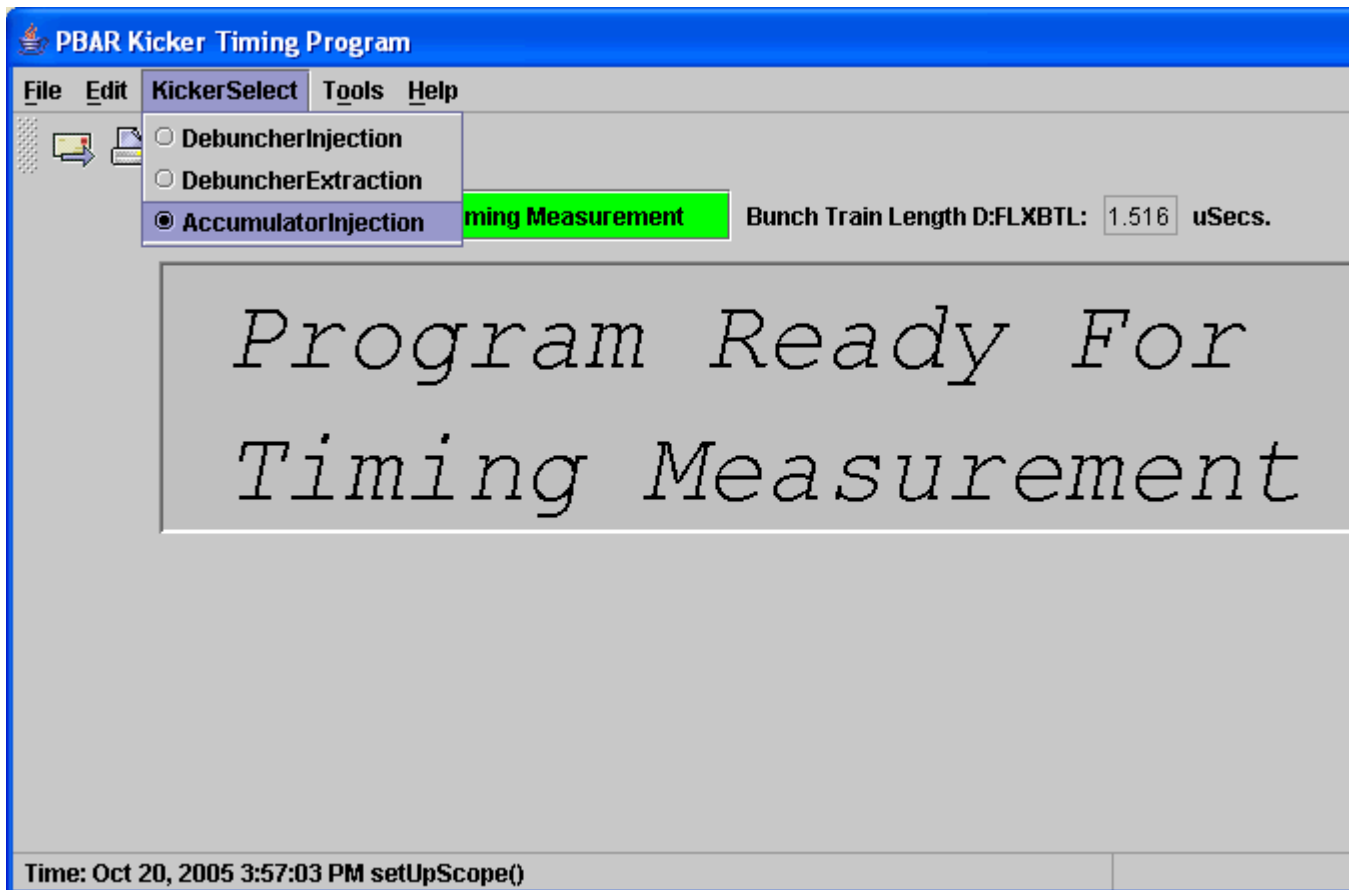 PBAR Kicker Timing Program
File Edit KickerSelect Tools Help
DebuncherInjection
DebuncherExtraction
AccumulatorInjection
Measurement Bunch Train Length D:FLXBTL: 1.516 uSecs.
Program Ready For
Timing Measurement
Time: Oct 20, 2005 3:57:03 PM setUpScope()